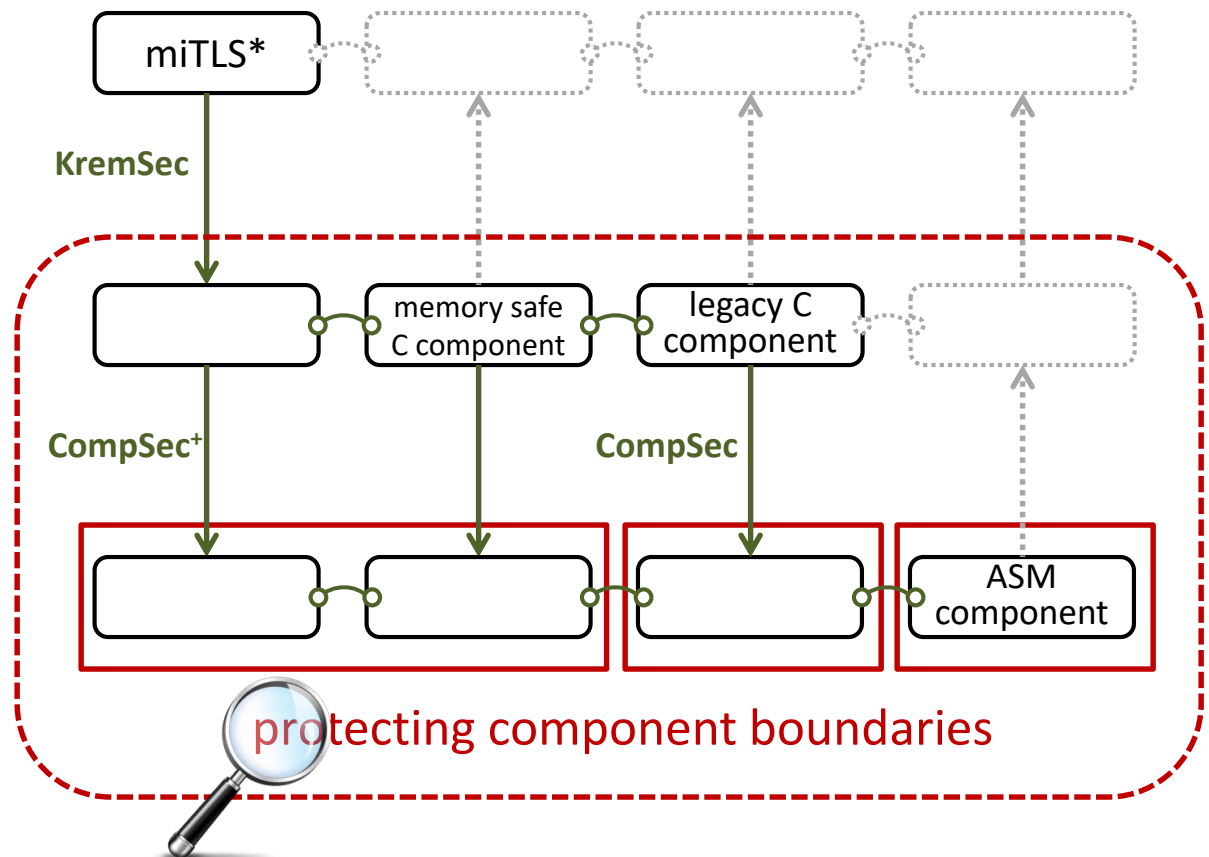 miTLS*
KremSec
memory safe
C component
legacy C
component
CompSec⁺
CompSec
ASM
component
protecting component boundaries